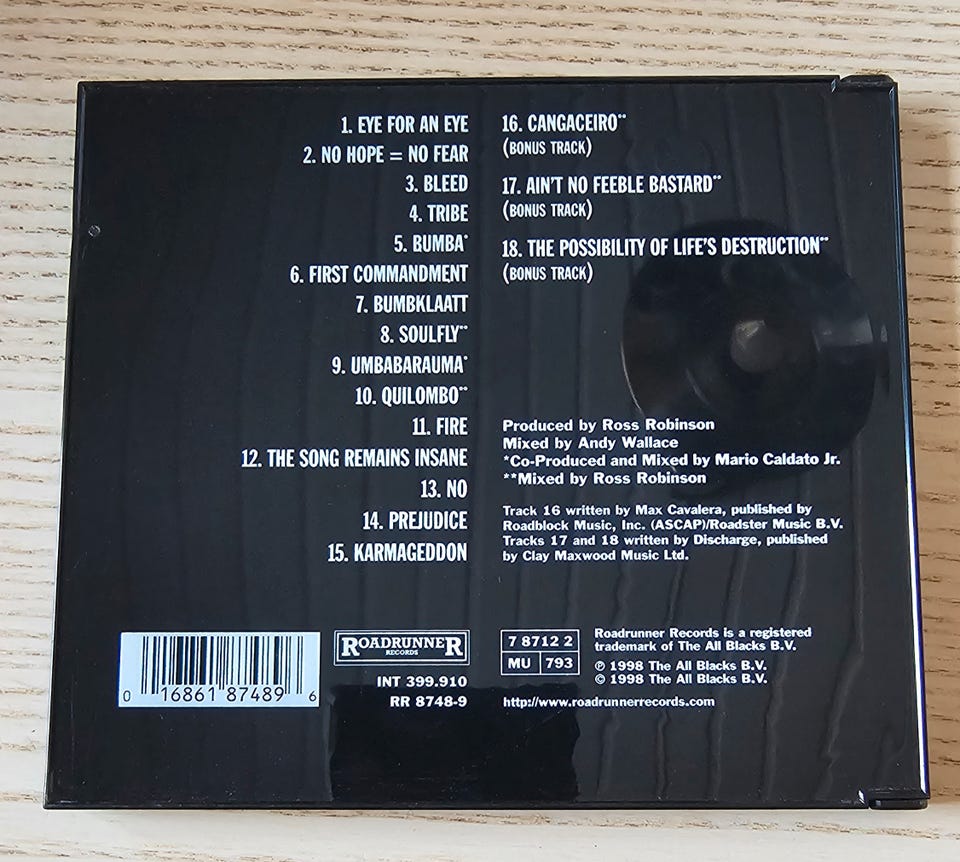 1. EYE FOR AN EYE
2. NO HOPE = NO FEAR
3. BLEED
4. TRIBE
5. BUMBA*
6. FIRST COMMANDMENT
7. BUMBKLAATT
8. SOULFLY**
9. UMBABARAUMA*
10. QUILOMBO**
11. FIRE
12. THE SONG REMAINS INSANE
13. NO
14. PREJUDICE
15. KARMAGEDDON
16. CANGACEIRO**
(BONUS TRACK)
17. AIN'T NO FEEBLE BASTARD**
(BONUS TRACK)
18. THE POSSIBILITY OF LIFE'S DESTRUCTION**
(BONUS TRACK)
Produced by Ross Robinson
Mixed by Andy Wallace
*Co-Produced and Mixed by Mario Caldato Jr.
**Mixed by Ross Robinson
Track 16 written by Max Cavalera, published by
Roadblock Music, Inc. (ASCAP)/Roadster Music B.V.
Tracks 17 and 18 written by Discharge, published
by Clay Maxwood Music Ltd.
0 16861 87489 6
ROADRUNNER
RECORDS
INT 399.910
RR 8748-9
7 8712 2
MU 793
Roadrunner Records is a registered
trademark of The All Blacks B.V.
℗ 1998 The All Blacks B.V.
© 1998 The All Blacks B.V.
http://www.roadrunnerrecords.com